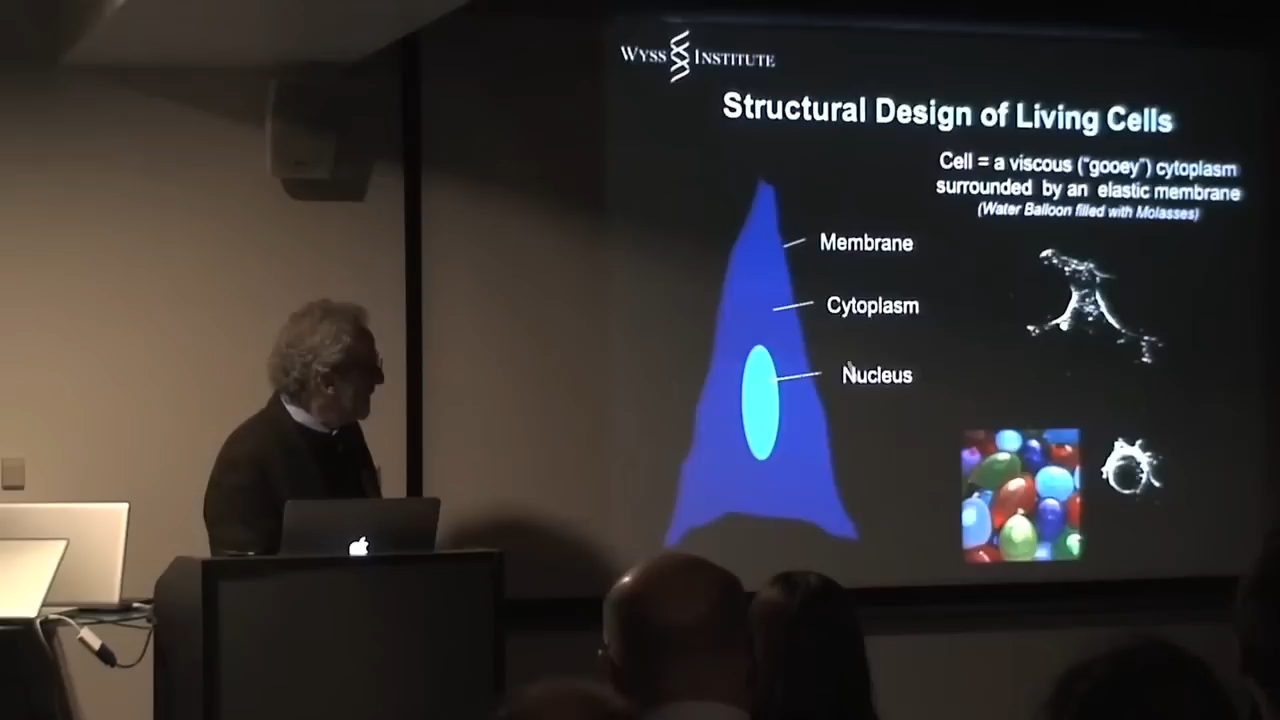 WYSS INSTITUTE
Structural Design of Living Cells
Cell = a viscous ("gooey") cytoplasm
surrounded by an elastic membrane
(Water Balloon filled with Molasses)
Membrane
Cytoplasm
Nucleus